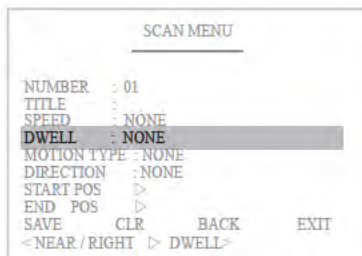 SCAN MENU
NUMBER : 01
TITLE :
SPEED : NONE
DWELL : NONE
MOTION TYPE : NONE
DIRECTION : NONE
START POS ▷
END POS ▷
SAVE CLR BACK EXIT
<NEAR / RIGHT ▷ DWELL>